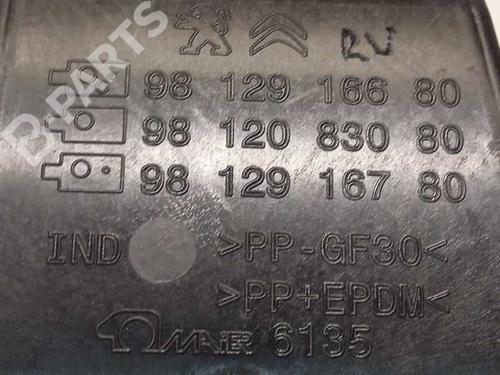 RV
98 129 166 80
98 120 830 80
98 129 167 80
IND >PP-GF30<
>PP+EPDM<
MAIER 6135
B-PARTS